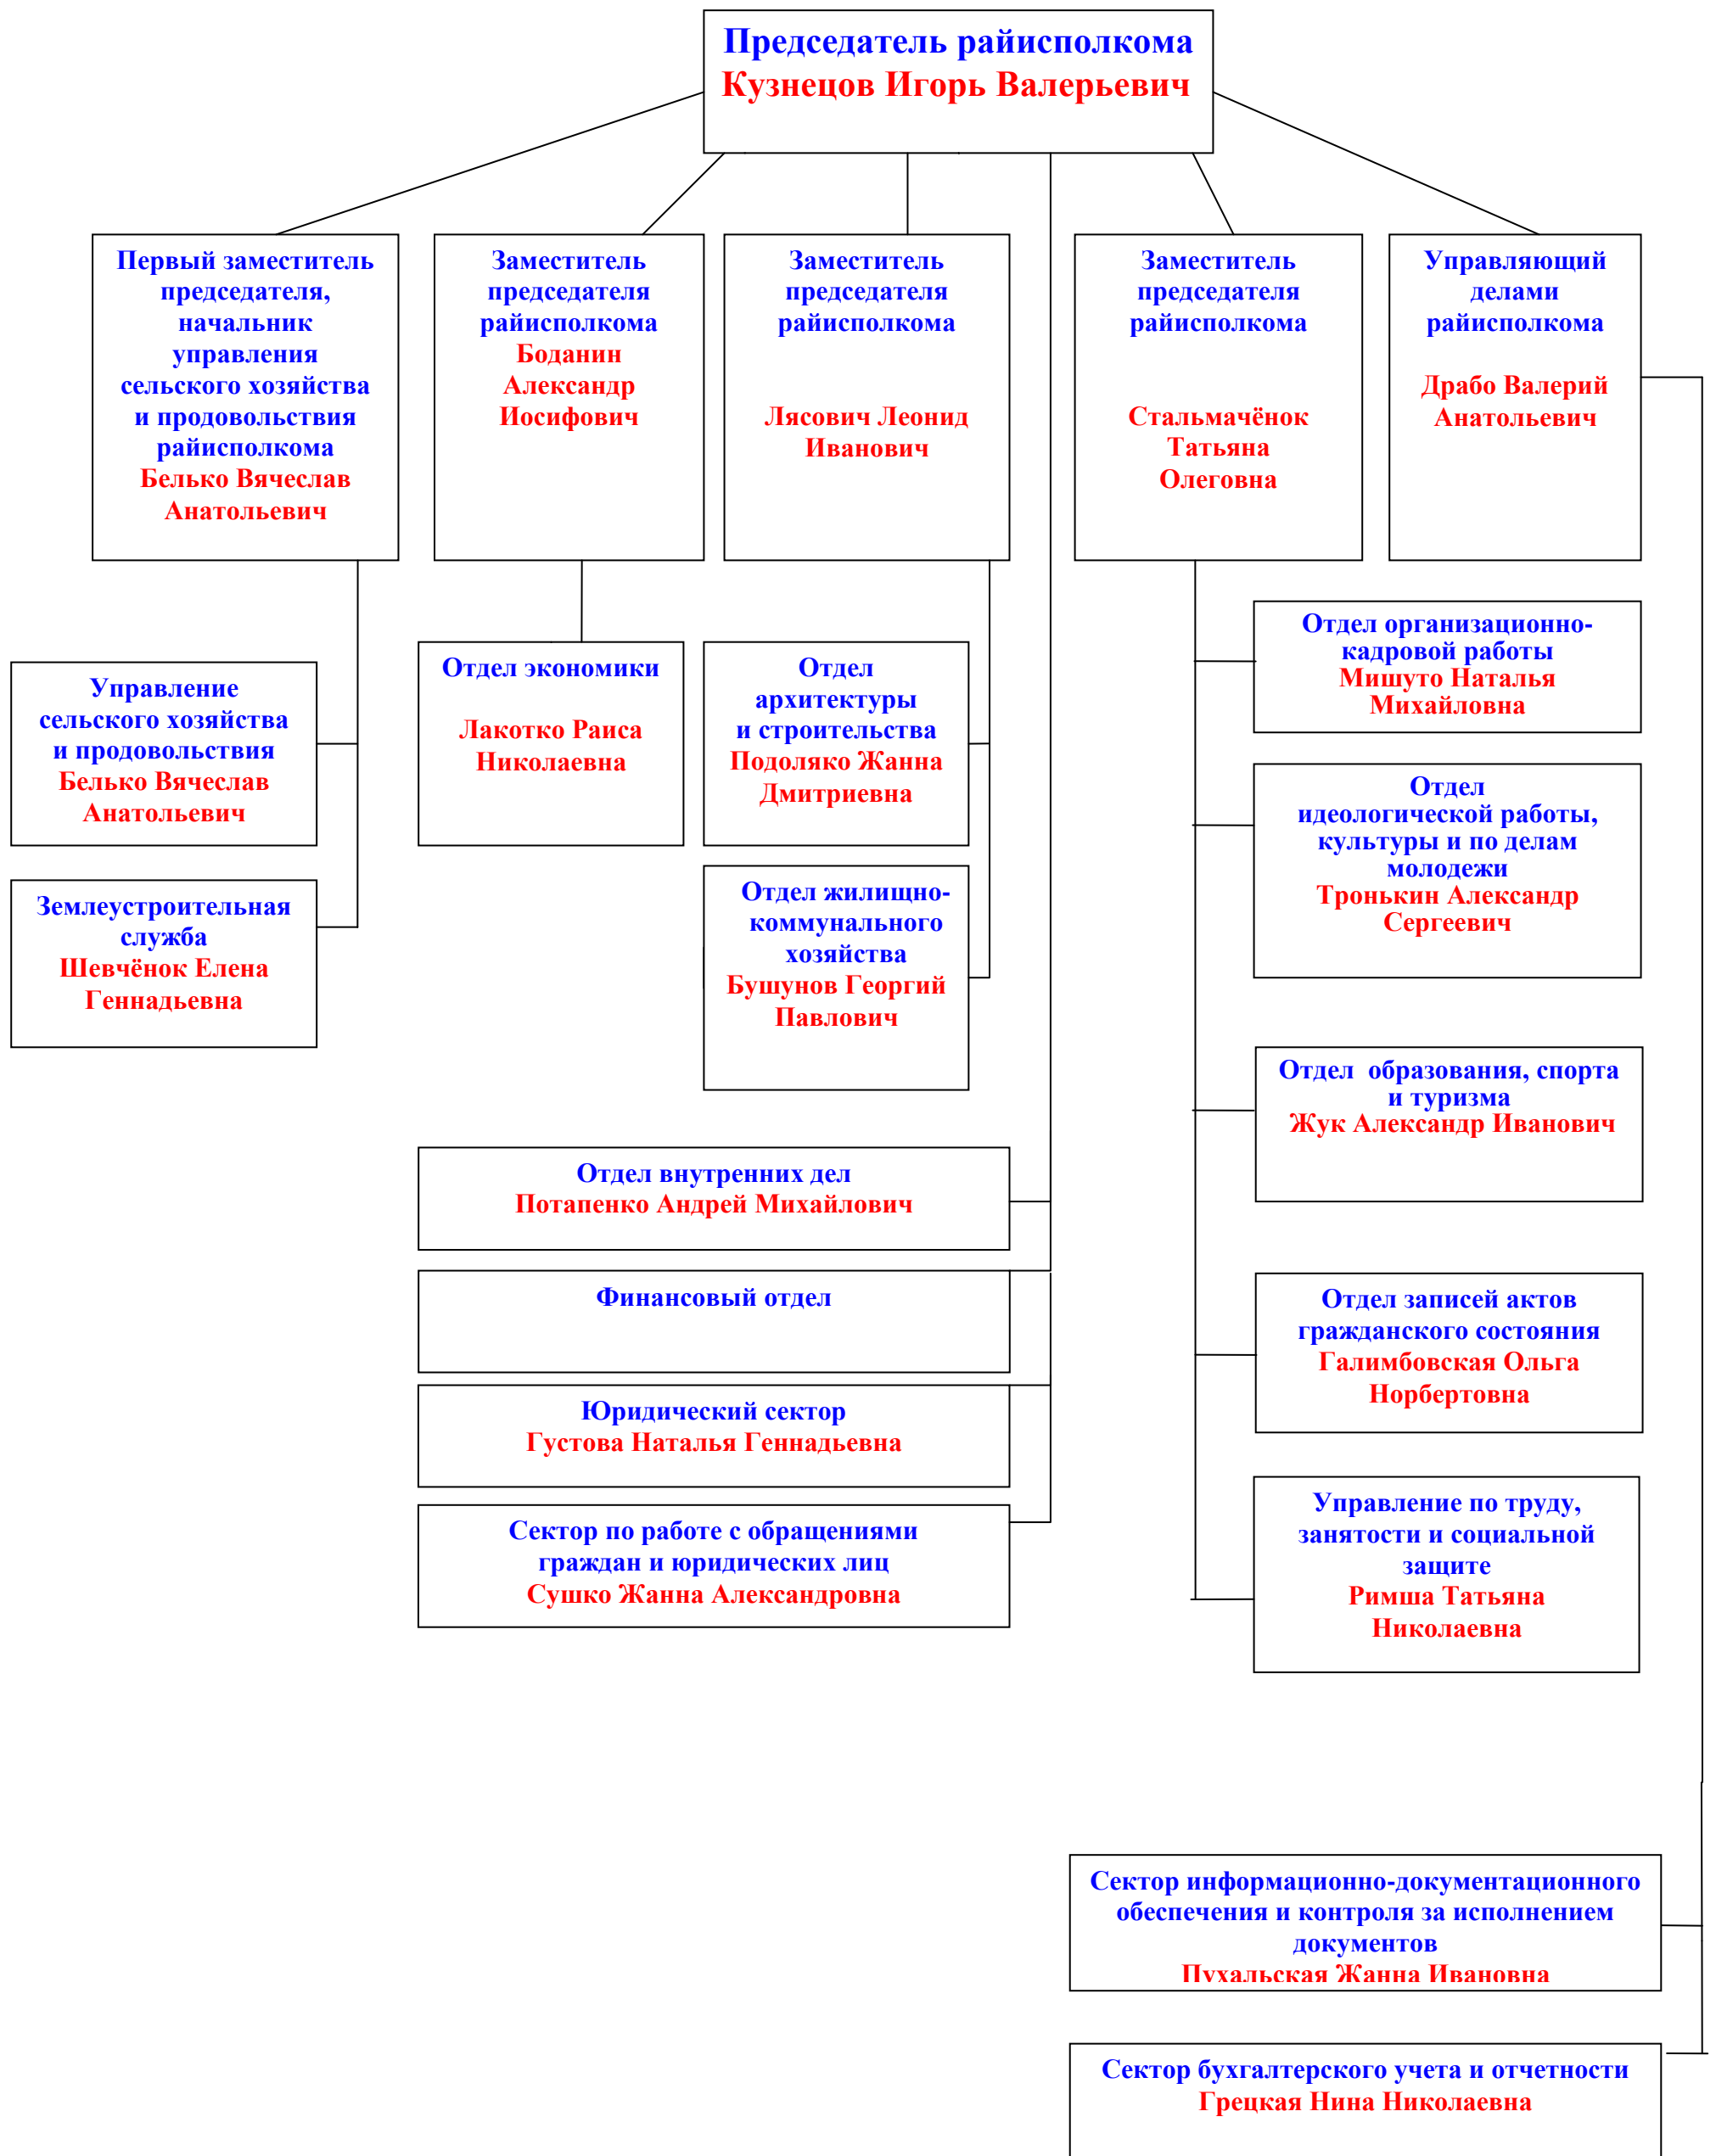 Председатель райисполкома
Кузнецов Игорь Валерьевич
Первый заместитель
председателя,
начальник
управления
сельского хозяйства
и продовольствия
райисполкома
Белько Вячеслав
Анатольевич
Заместитель
председателя
райисполкома
Боданин
Александр
Иосифович
Заместитель
председателя
райисполкома
Лясович Леонид
Иванович
Заместитель
председателя
райисполкома
Стальмачёнок
Татьяна
Олеговна
Управляющий
делами
райисполкома
Драбо Валерий
Анатольевич
Управление
сельского хозяйства
и продовольствия
Белько Вячеслав
Анатольевич
Землеустроительная
служба
Шевчёнок Елена
Геннадьевна
Отдел экономики
Лакотко Раиса
Николаевна
Отдел
архитектуры
и строительства
Подоляко Жанна
Дмитриевна
Отдел жилищно-
коммунального
хозяйства
Бушунов Георгий
Павлович
Отдел внутренних дел
Потапенко Андрей Михайлович
Финансовый отдел
Юридический сектор
Густова Наталья Геннадьевна
Сектор по работе с обращениями
граждан и юридических лиц
Сушко Жанна Александровна
Отдел организационно-
кадровой работы
Мишуто Наталья
Михайловна
Отдел
идеологической работы,
культуры и по делам
молодежи
Тронькин Александр
Сергеевич
Отдел  образования, спорта
и туризма
Жук Александр Иванович
Отдел записей актов
гражданского состояния
Галимбовская Ольга
Норбертовна
Управление по труду,
занятости и социальной
защите
Римша Татьяна
Николаевна
Сектор информационно-документационного
обеспечения и контроля за исполнением
документов
Пухальская Жанна Ивановна
Сектор бухгалтерского учета и отчетности
Грецкая Нина Николаевна